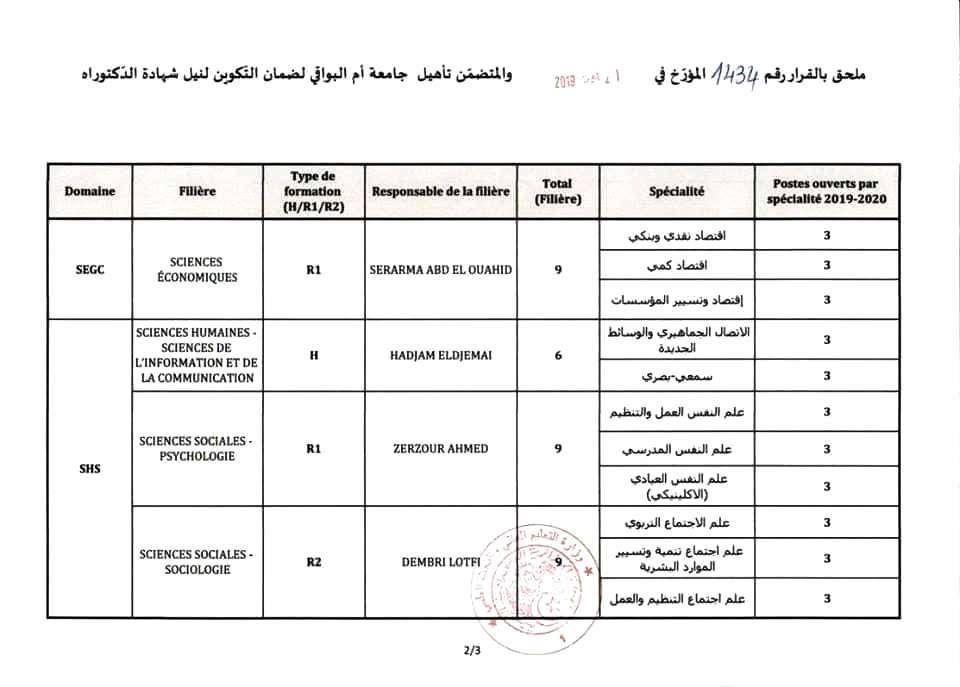 ملحق بالقرار رقم 1434 المؤرّخ في 2019 والمتضمّن تأهيل جامعة أم البواقي لضمان التّكوين لنيل شهادة الدّكتوراه
Domaine Filière Type de formation (H/R1/R2) Responsable de la filière Total (Filière) Spécialité Postes ouverts par spécialité 2019-2020
SEGC SCIENCES ÉCONOMIQUES R1 SERARMA ABD EL OUAHID 9
اقتصاد نقدي وبنكي 3
اقتصاد كمي 3
إقتصاد وتسيير المؤسسات 3
SHS
SCIENCES HUMAINES -
SCIENCES DE
L'INFORMATION ET DE
LA COMMUNICATION
H HADJAM ELDJEMAI 6
الاتصال الجماهيري والوسائط
الجديدة
3
سمعي-بصري 3
SCIENCES SOCIALES -
PSYCHOLOGIE
R1 ZERZOUR AHMED 9
علم النفس العمل والتنظيم 3
علم النفس المدرسي 3
علم النفس العيادي
(الاكلينيكي)
3
SCIENCES SOCIALES -
SOCIOLOGIE
R2 DEMBRI LOTFI 9
علم الاجتماع التربوي 3
علم اجتماع تنمية وتسيير
الموارد البشرية
3
علم اجتماع التنظيم والعمل 3
2/3